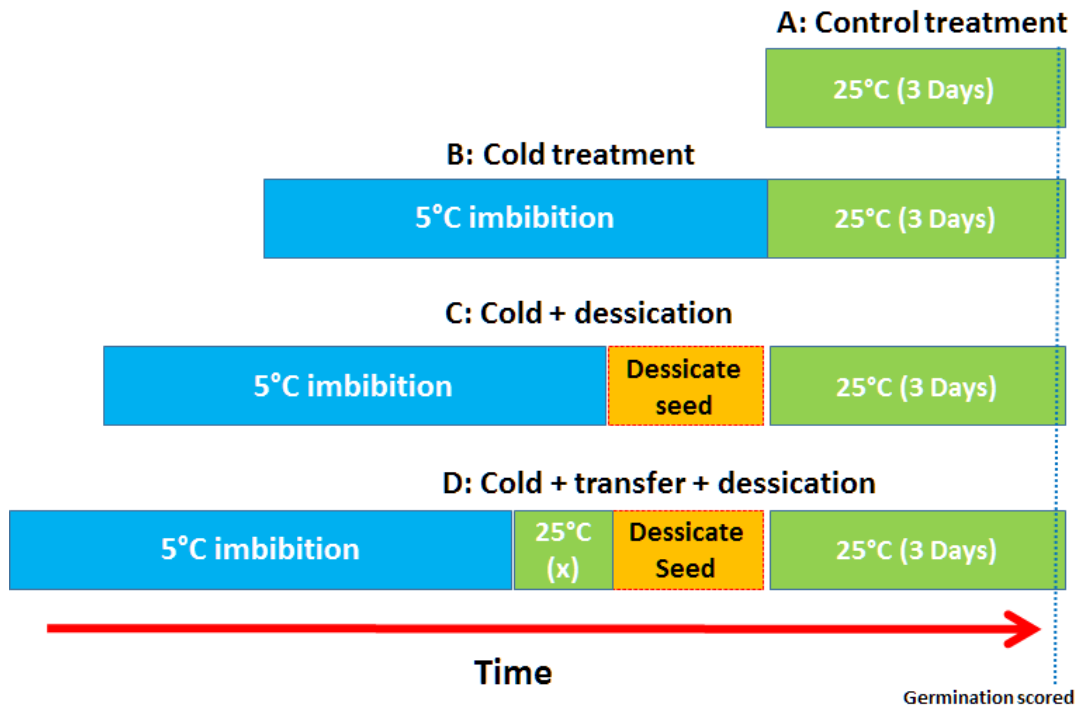 A: Control treatment
25°C (3 Days)
B: Cold treatment
5°C imbibition
25°C (3 Days)
C: Cold + dessication
5°C imbibition
Dessicate
seed
25°C (3 Days)
D: Cold + transfer + dessication
5°C imbibition
25°C
(x)
Dessicate
Seed
25°C (3 Days)
Time
Germination scored